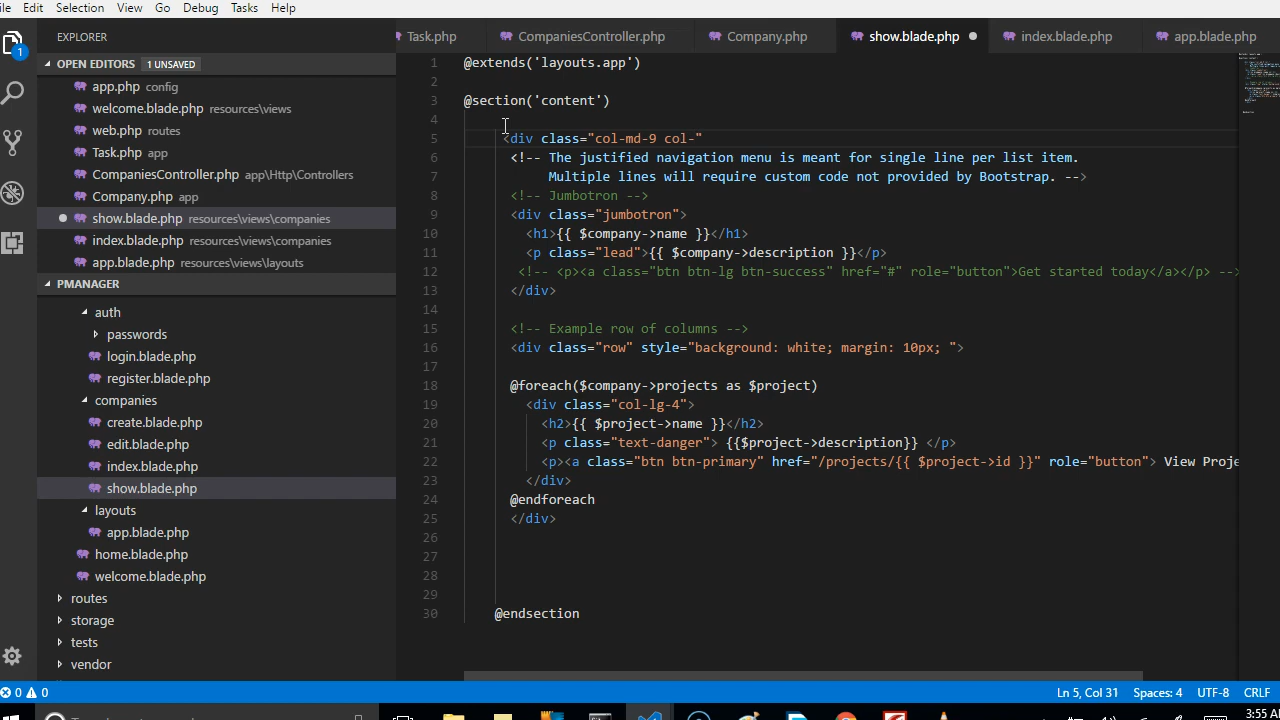 ile Edit Selection View Go Debug Tasks Help
EXPLORER
OPEN EDITORS 1 UNSAVED
app.php config
welcome.blade.php resources\views
web.php routes
Task.php app
CompaniesController.php app\Http\Controllers
Company.php app
show.blade.php resources\views\companies
index.blade.php resources\views\companies
app.blade.php resources\views\layouts
PMANAGER
auth
passwords
login.blade.php
register.blade.php
companies
create.blade.php
edit.blade.php
index.blade.php
show.blade.php
layouts
app.blade.php
home.blade.php
welcome.blade.php
routes
storage
tests
vendor
1
Task.php CompaniesController.php Company.php show.blade.php index.blade.php app.blade.php
1 @extends('layouts.app')
2
3 @section('content')
4
5 <div class="col-md-9 col-"
6 <!-- The justified navigation menu is meant for single line per list item.
7 Multiple lines will require custom code not provided by Bootstrap. -->
8 <!-- Jumbotron -->
9 <div class="jumbotron">
10 <h1>{{ $company->name }}</h1>
11 <p class="lead">{{ $company->description }}</p>
12 <!-- <p><a class="btn btn-lg btn-success" href="#" role="button">Get started today</a></p> -->
13 </div>
14
15 <!-- Example row of columns -->
16 <div class="row" style="background: white; margin: 10px; ">
17
18 @foreach($company->projects as $project)
19 <div class="col-lg-4">
20 <h2>{{ $project->name }}</h2>
21 <p class="text-danger"> {{$project->description}} </p>
22 <p><a class="btn btn-primary" href="/projects/{{ $project->id }}" role="button"> View Proje
23 </div>
24 @endforeach
25 </div>
26
27
28
29
30 @endsection
0 0 Ln 5, Col 31 Spaces: 4 UTF-8 CRLF
3:55 A